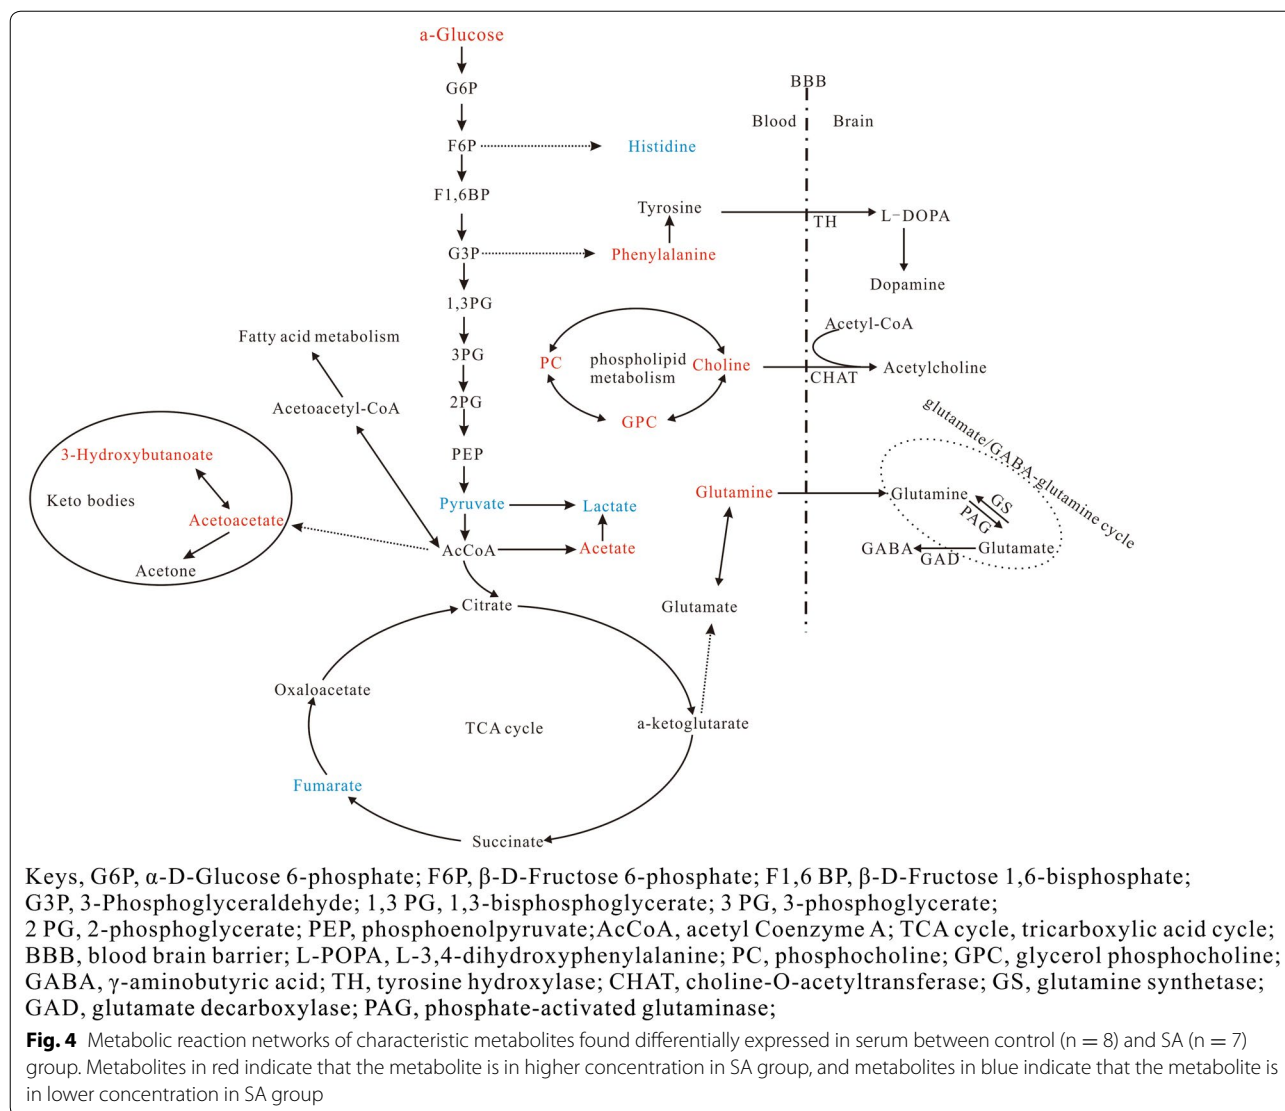 a-Glucose
G6P
BBB
Blood
Brain
F6P
Histidine
F1,6BP
Tyrosine
TH
L-DOPA
G3P
Phenylalanine
Dopamine
1,3PG
Acetyl-CoA
Fatty acid metabolism
3PG
PC
phospholipid
metabolism
Choline
CHAT
Acetylcholine
2PG
Acetoacetyl-CoA
GPC
glutamate/GABA-glutamine cycle
PEP
3-Hydroxybutanoate
Keto bodies
Pyruvate
Lactate
Glutamine
Glutamine
GS
PAG
Acetoacetate
AcCoA
Acetate
GABA
GAD
Glutamate
Acetone
Citrate
Glutamate
Oxaloacetate
TCA cycle
a-ketoglutarate
Fumarate
Succinate
Keys, G6P, α-D-Glucose 6-phosphate; F6P, β-D-Fructose 6-phosphate; F1,6 BP, β-D-Fructose 1,6-bisphosphate;
G3P, 3-Phosphoglyceraldehyde; 1,3 PG, 1,3-bisphosphoglycerate; 3 PG, 3-phosphoglycerate;
2 PG, 2-phosphoglycerate; PEP, phosphoenolpyruvate;AcCoA, acetyl Coenzyme A; TCA cycle, tricarboxylic acid cycle;
BBB, blood brain barrier; L-POPA, L-3,4-dihydroxyphenylalanine; PC, phosphocholine; GPC, glycerol phosphocholine;
GABA, γ-aminobutyric acid; TH, tyrosine hydroxylase; CHAT, choline-O-acetyltransferase; GS, glutamine synthetase;
GAD, glutamate decarboxylase; PAG, phosphate-activated glutaminase;
Fig. 4 Metabolic reaction networks of characteristic metabolites found differentially expressed in serum between control (n = 8) and SA (n = 7)
group. Metabolites in red indicate that the metabolite is in higher concentration in SA group, and metabolites in blue indicate that the metabolite is
in lower concentration in SA group